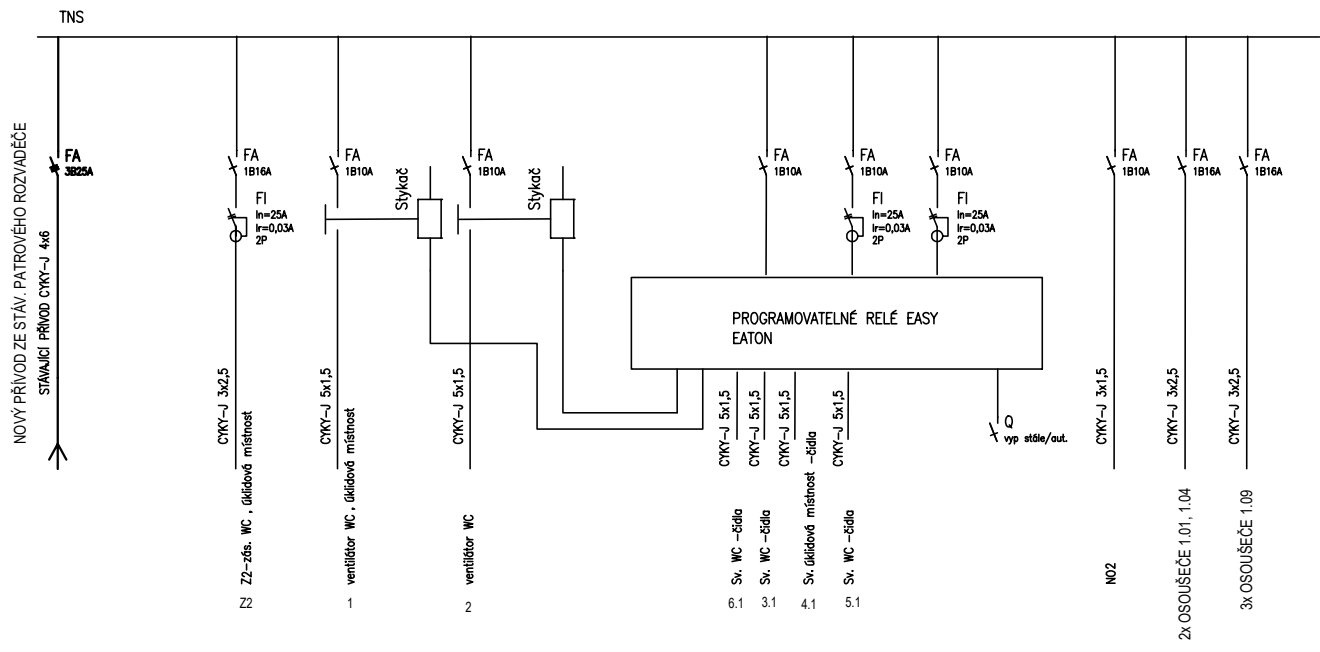 TNS
NOVÝ PŘÍVOD ZE STÁV. PATROVÉHO ROZVADĚČE
STÁVAJÍCÍ PŘÍVOD CYKY-J 4x6
FA
3B25A
FA
1B16A
FI
In=25A
Ir=0,03A
2P
CYKY-J 3x2,5
Z2-zás. WC , úklidová místnost
Z2
FA
1B10A
CYKY-J 5x1,5
ventilátor WC , úklidová místnost
1
Stykač
FA
1B10A
CYKY-J 5x1,5
ventilátor WC
2
Stykač
FA
1B10A
FA
1B10A
FI
In=25A
Ir=0,03A
2P
FA
1B10A
FI
In=25A
Ir=0,03A
2P
PROGRAMOVATELNÉ RELÉ EASY
EATON
CYKY-J 5x1,5
Sv. WC -čidla
6.1
CYKY-J 5x1,5
Sv. WC -čidla
3.1
CYKY-J 5x1,5
Sv. úklidová místnost -čidla
4.1
CYKY-J 5x1,5
Sv. WC -čidla
5.1
Q
vyp stále/aut.
FA
1B10A
CYKY-J 3x1,5
NO2
FA
1B16A
CYKY-J 3x2,5
2x OSOUŠEČE 1.01, 1.04
FA
1B16A
CYKY-J 3x2,5
3x OSOUŠEČE 1.09